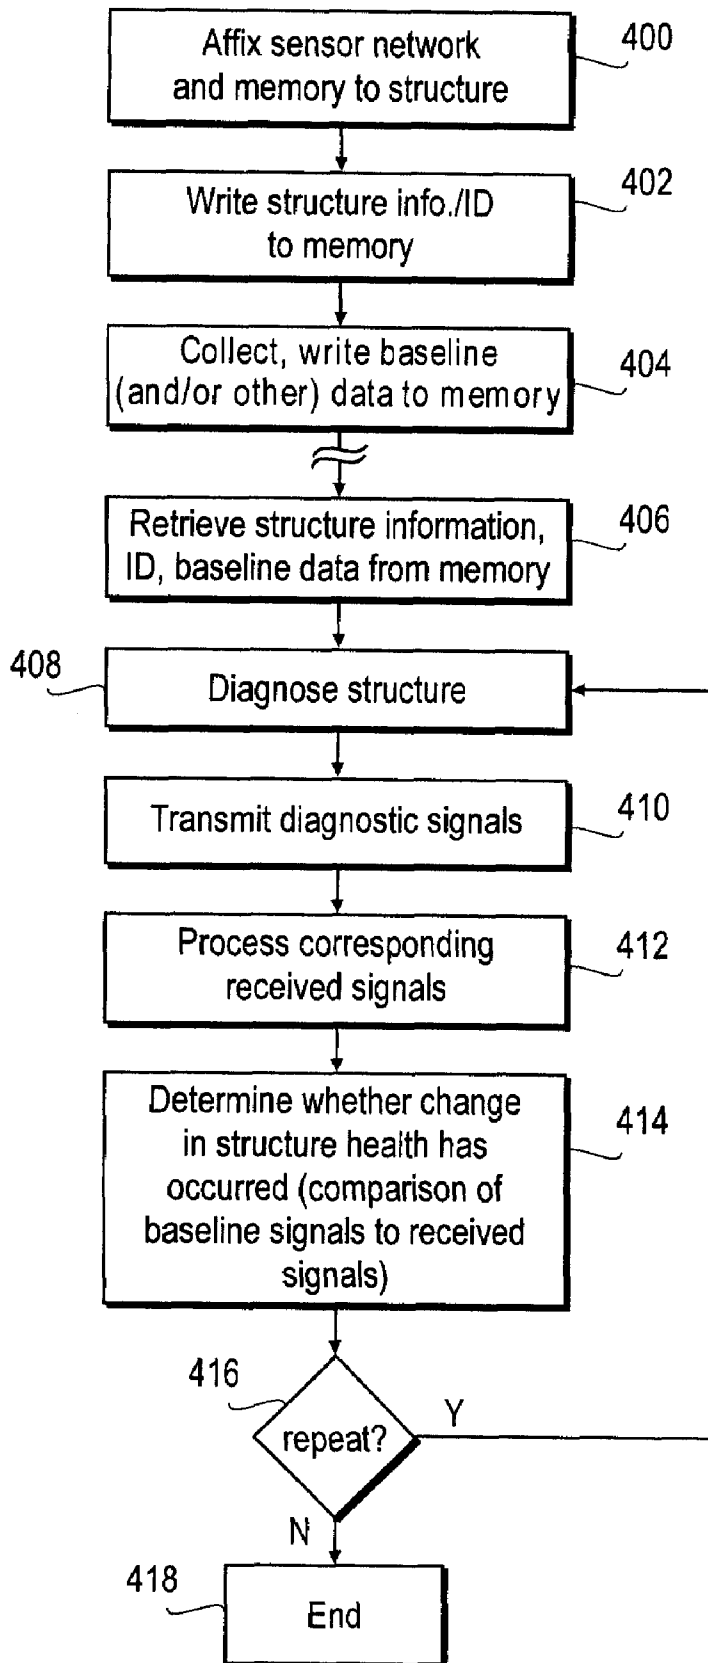 Affix sensor network
and memory to structure
400
Write structure info./ID
to memory
402
Collect, write baseline
(and/or other) data to memory
404
Retrieve structure information,
ID, baseline data from memory
406
408
Diagnose structure
Transmit diagnostic signals
410
Process corresponding
received signals
412
Determine whether change
in structure health has
occurred (comparison of
baseline signals to received
signals)
414
416
repeat?
Y
N
418
End